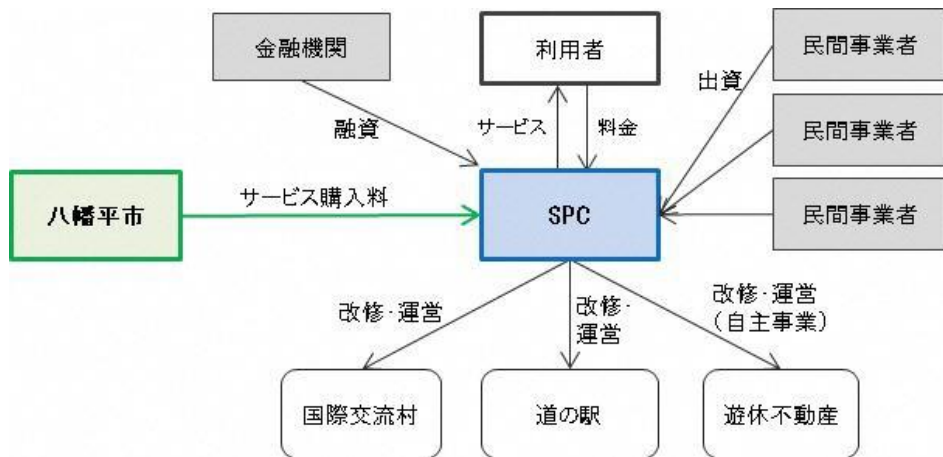 金融機関
利用者
民間事業者
出資
融資
サービス
料金
民間事業者
八幡平市
サービス購入料
SPC
民間事業者
改修・運営
改修・
運営
改修・運営
（自主事業）
国際交流村
道の駅
遊休不動産